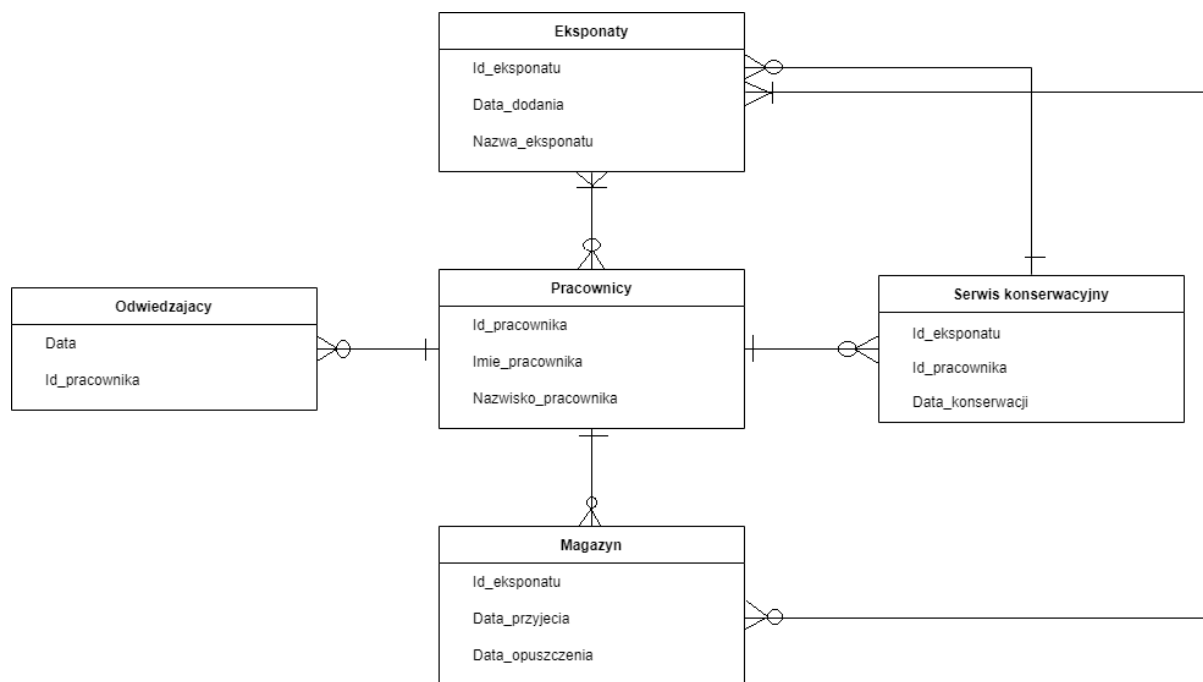 Eksponaty
Id_eksponatu
Data_dodania
Nazwa_eksponatu
Odwiedzajacy
Data
Id_pracownika
Pracownicy
Id_pracownika
Imie_pracownika
Nazwisko_pracownika
Serwis konserwacyjny
Id_eksponatu
Id_pracownika
Data_konserwacji
Magazyn
Id_eksponatu
Data_przyjecia
Data_opuszczenia